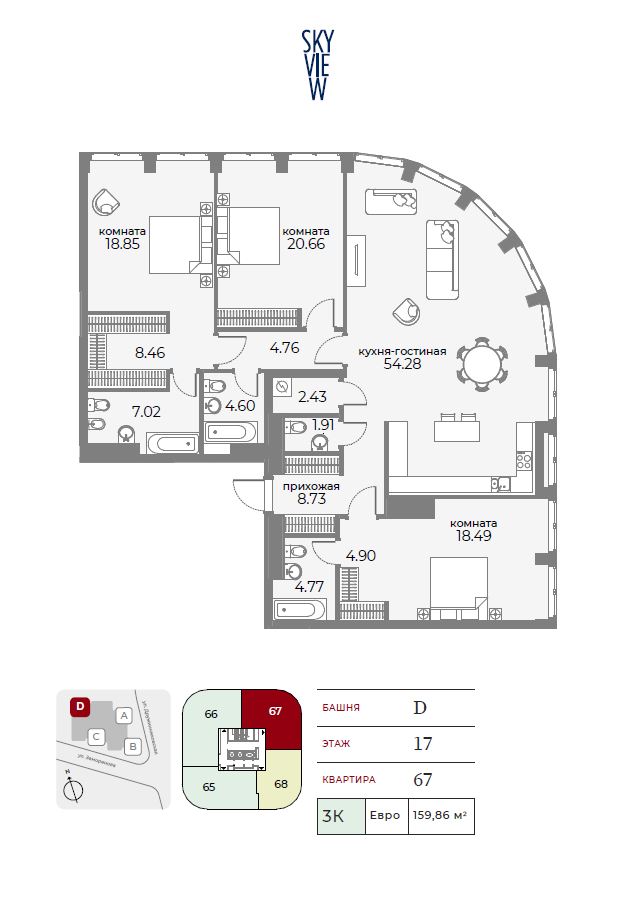 SKY
VIE
W
комната
18.85
комната
20.66
8.46
4.76
кухня-гостиная
54.28
7.02
4.60
2.43
1.91
прихожая
8.73
комната
18.49
4.90
4.77
D
A
C
B
ул. Дружинниковская
ул. Заморенова
N
66
67
65
68
БАШНЯ D
ЭТАЖ 17
КВАРТИРА 67
3К Евро 159,86 м²